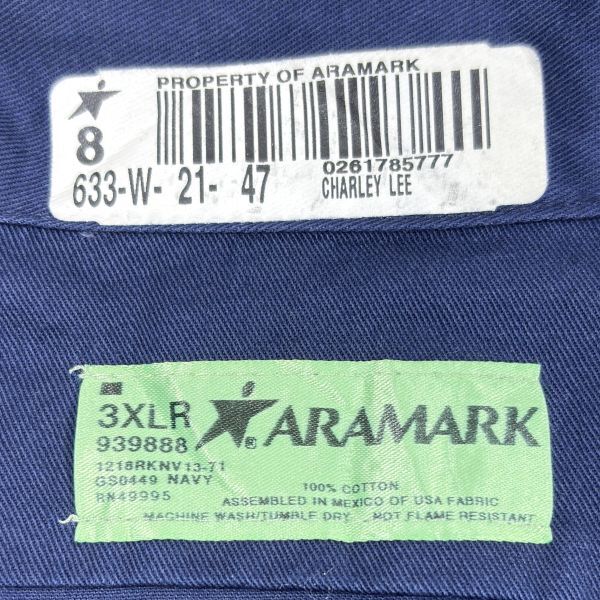 PROPERTY OF ARAMARK
8
0261785777
633-W- 21- 47 CHARLEY LEE
3XLR ARAMARK
939888 ®
1218RKNV13-71
GS0449 NAVY 100% COTTON
RN49995 ASSEMBLED IN MEXICO OF USA FABRIC
MACHINE WASH/TUMBLE DRY NOT FLAME RESISTANT